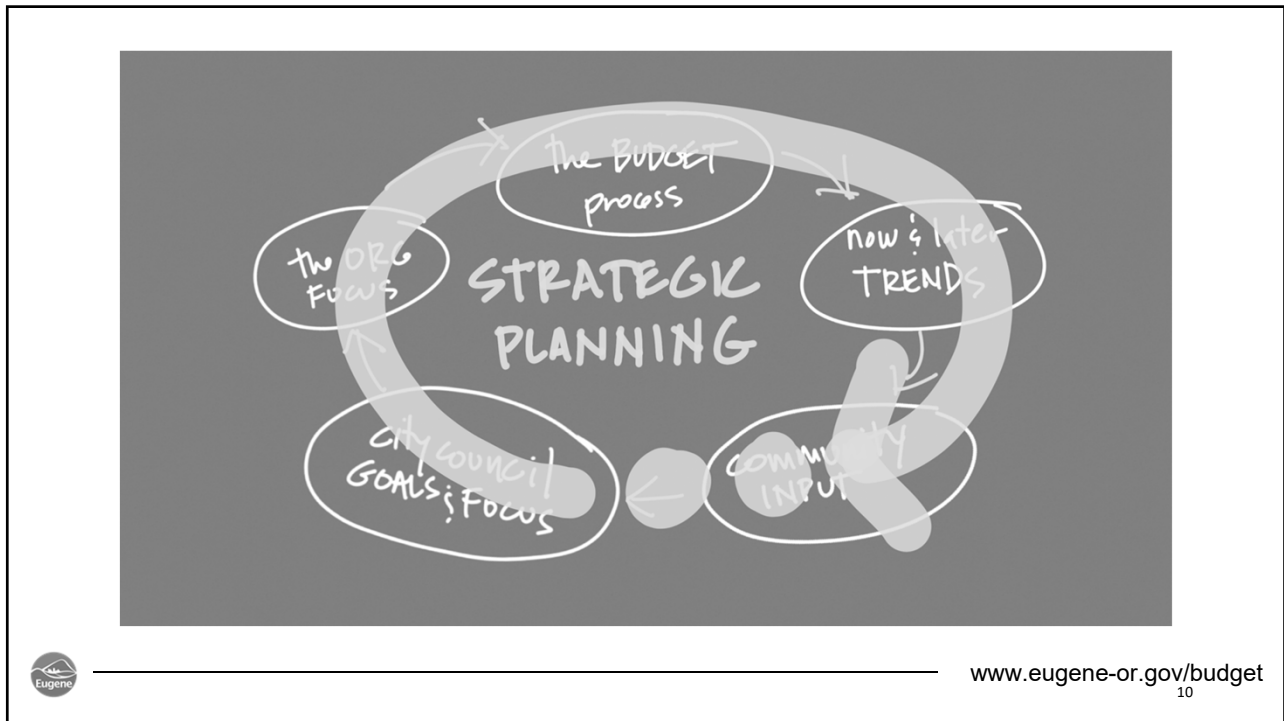 the BUDGET
process
now & later
TRENDS
the ORG
FOCUS
STRATEGIC
PLANNING
city council
GOALS & FOCUS
COMMUNITY
INPUT
Eugene
www.eugene-or.gov/budget
10